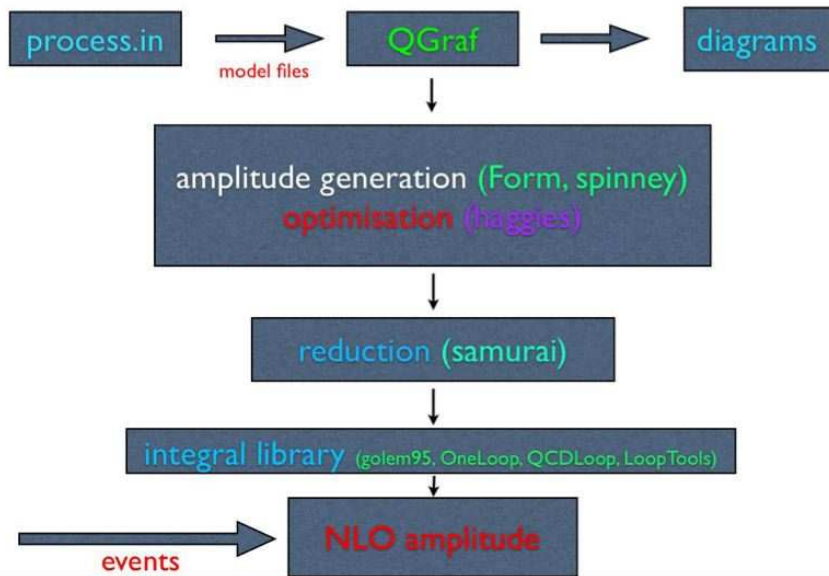 process.in
model files
QGraf
diagrams
amplitude generation (Form, spinney)
optimisation (haggies)
reduction (samurai)
integral library (golem95, OneLoop, QCDLoop, LoopTools)
events
NLO amplitude